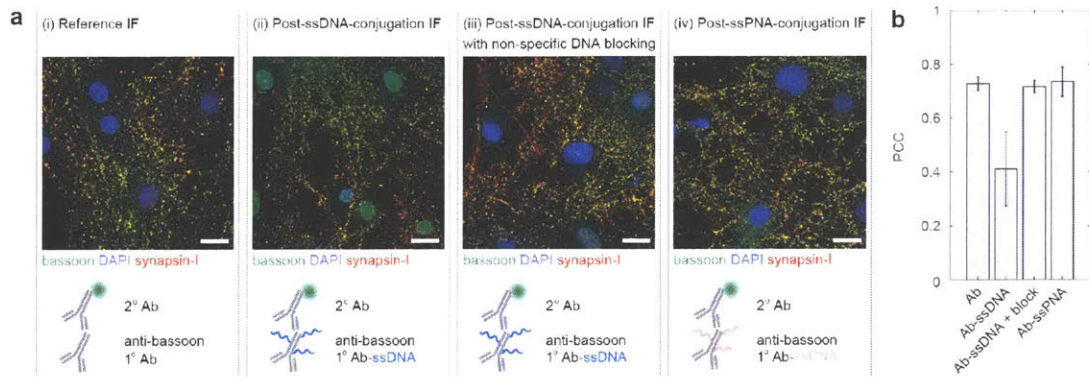 a
(i) Reference IF
(ii) Post-ssDNA-conjugation IF
(iii) Post-ssDNA-conjugation IF
with non-specific DNA blocking
(iv) Post-ssPNA-conjugation IF
bassoon DAPI synapsin-I
bassoon DAPI synapsin-I
bassoon DAPI synapsin-I
bassoon DAPI synapsin-I
2° Ab
anti-bassoon
1° Ab
2° Ab
anti-bassoon
1° Ab-ssDNA
2° Ab
anti-bassoon
1° Ab-ssDNA
2° Ab
anti-bassoon
1° Ab-ssPNA
b
PCC
1
0.8
0.6
0.4
0.2
0
Ab
Ab-ssDNA
Ab-ssDNA + block
Ab-ssPNA